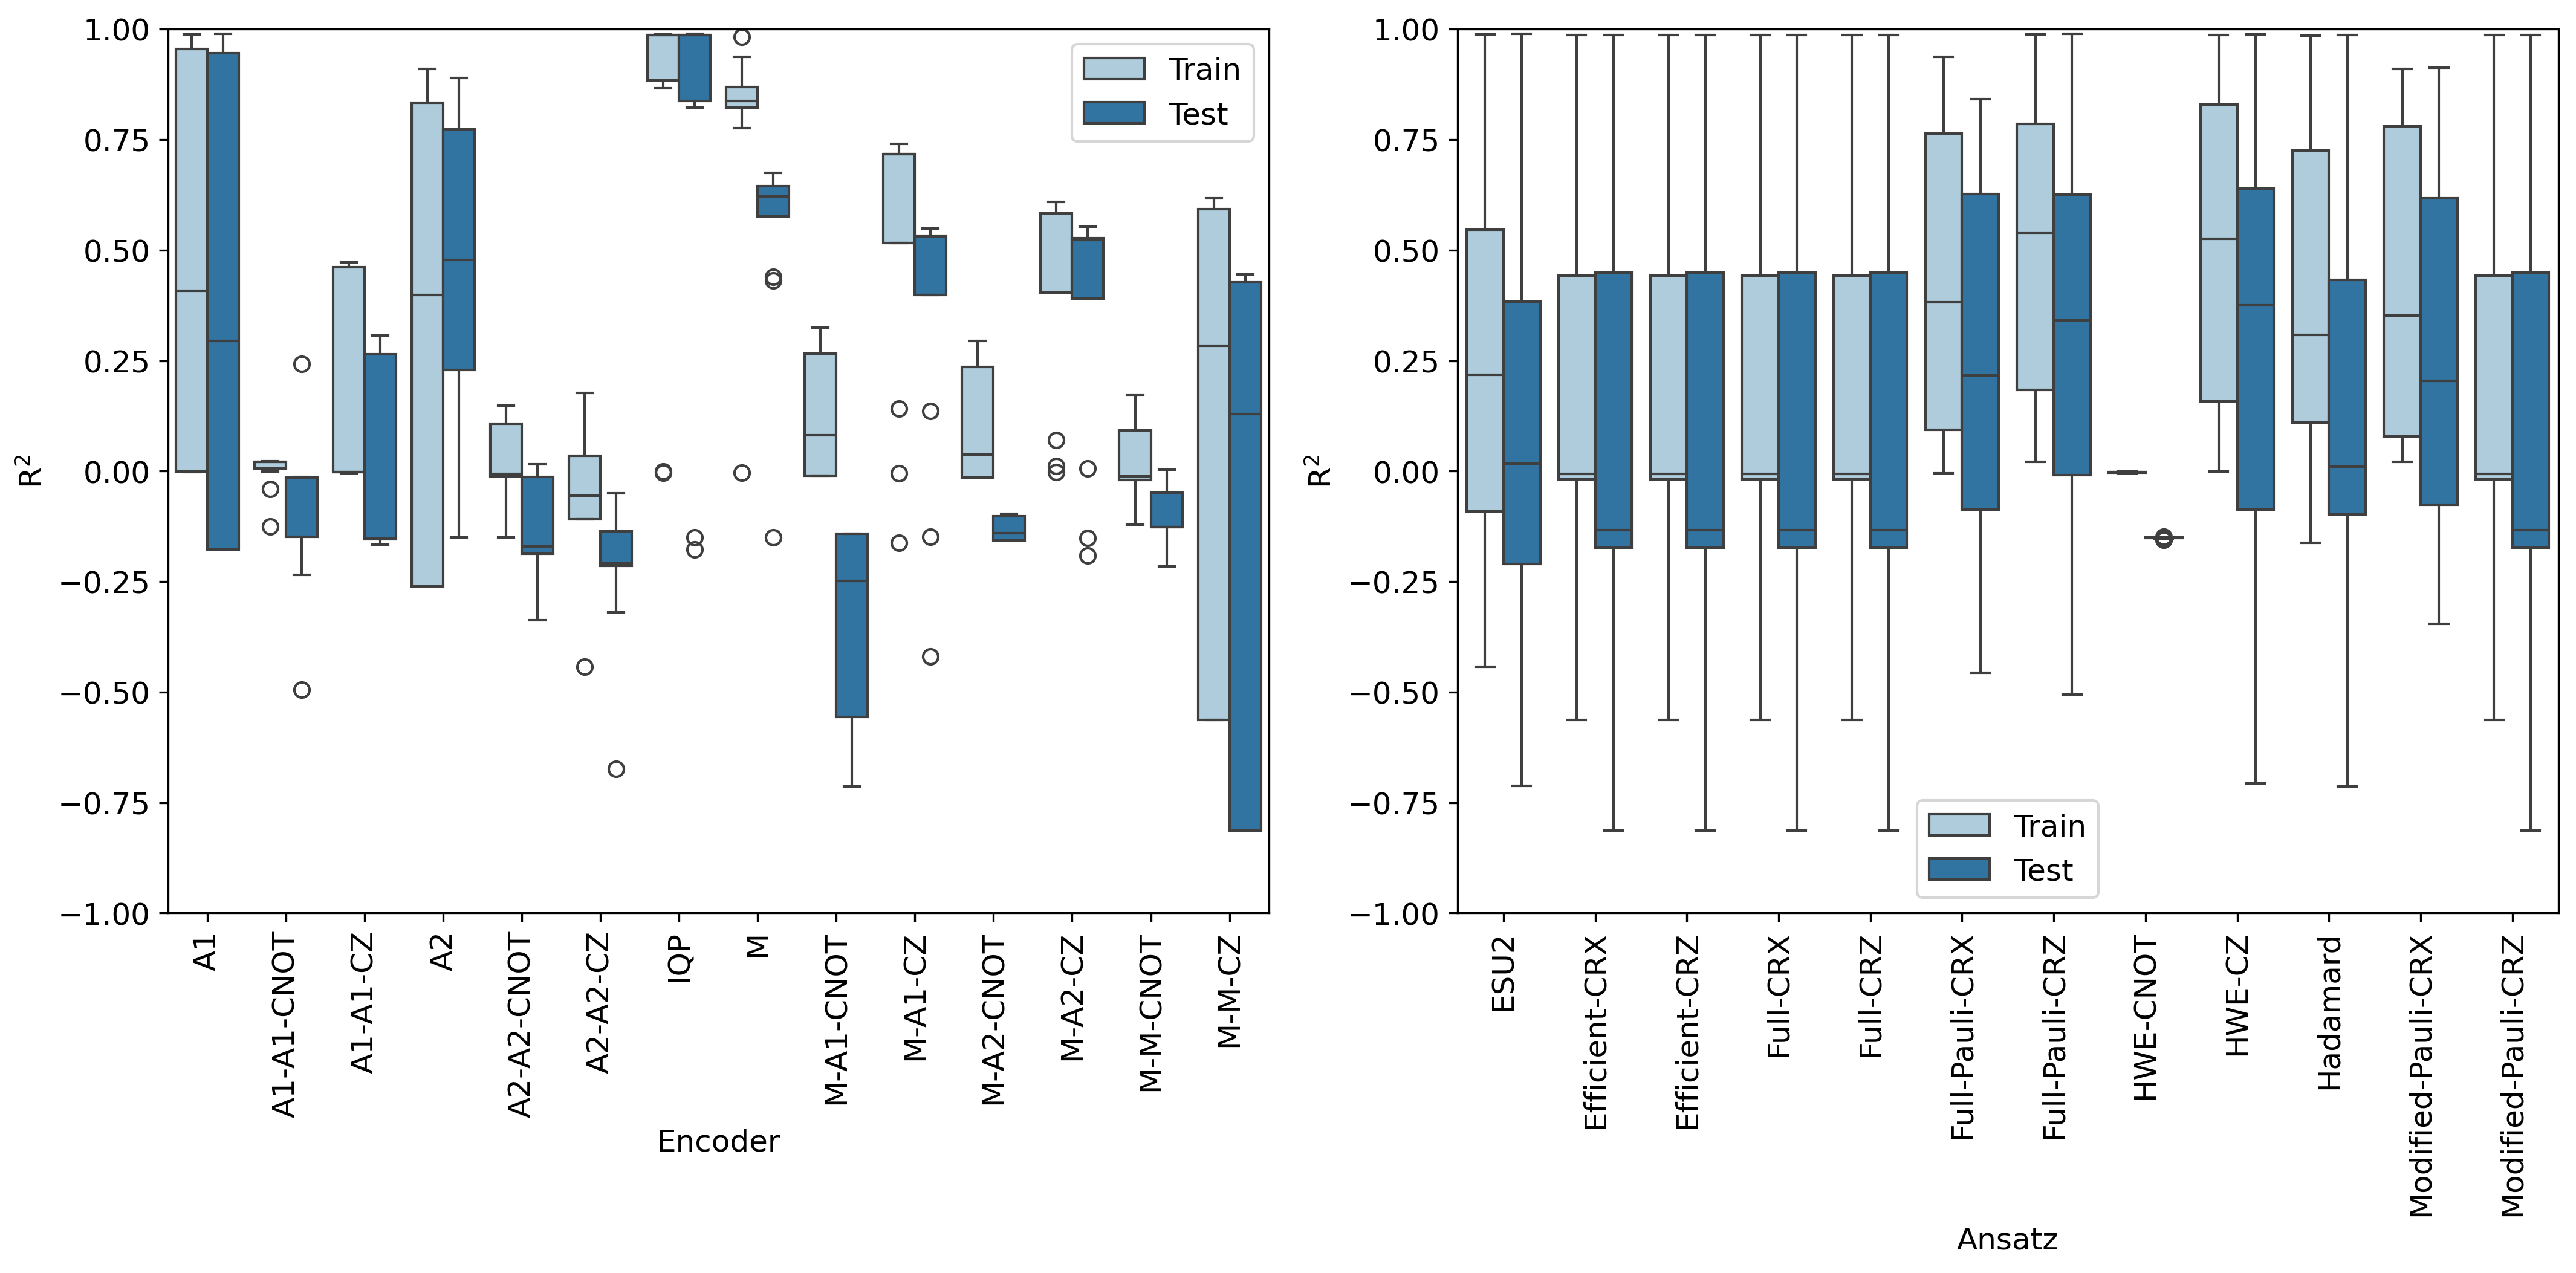 1.00
0.75
0.50
0.25
0.00
−0.25
−0.50
−0.75
−1.00
R²
Train
Test
A1
A1-A1-CNOT
A1-A1-CZ
A2
A2-A2-CNOT
A2-A2-CZ
IQP
M
M-A1-CNOT
M-A1-CZ
M-A2-CNOT
M-A2-CZ
M-M-CNOT
M-M-CZ
Encoder
1.00
0.75
0.50
0.25
0.00
−0.25
−0.50
−0.75
−1.00
R²
Train
Test
ESU2
Efficient-CRX
Efficient-CRZ
Full-CRX
Full-CRZ
Full-Pauli-CRX
Full-Pauli-CRZ
HWE-CNOT
HWE-CZ
Hadamard
Modified-Pauli-CRX
Modified-Pauli-CRZ
Ansatz